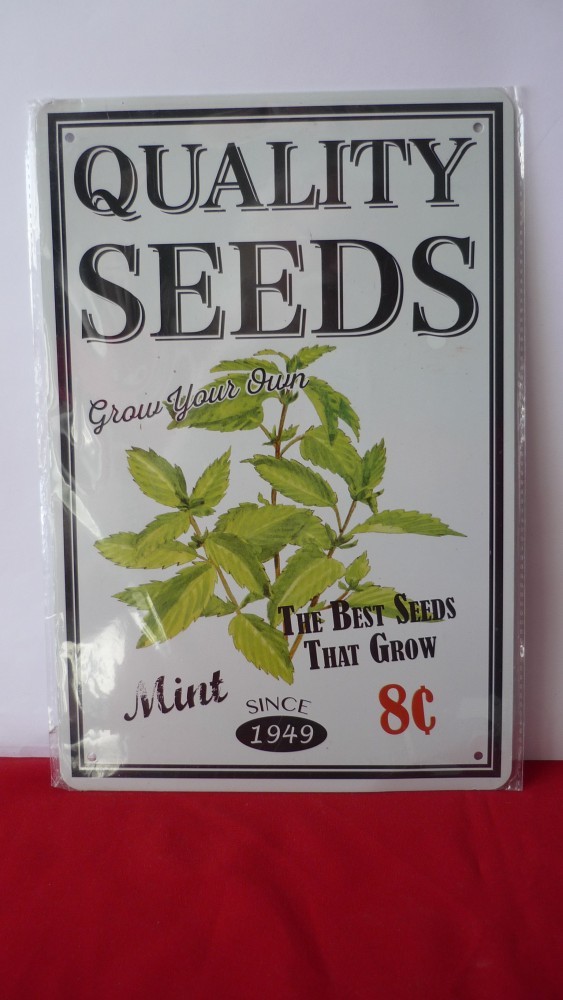 QUALITY
SEEDS
Grow Your Own
THE BEST SEEDS
THAT GROW
Mint
SINCE
1949
8¢